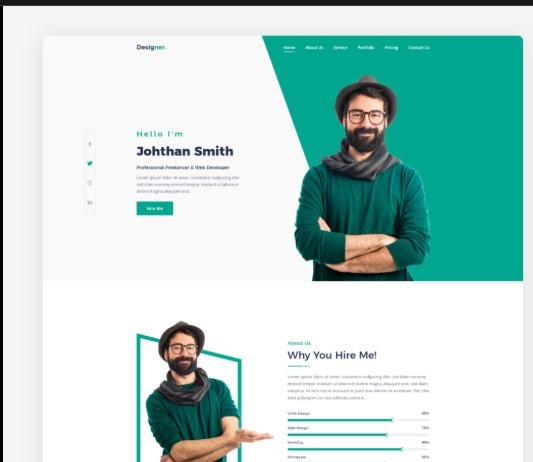 Designer.
Home About Us Service Portfolio Pricing Contact Us
Hello I'm
Johthan Smith
Professional Freelancer & Web Developer
Lorem ipsum dolor sit amet, consetetur sadipscing elitr
sed diam nonumy eirmod tempor invidunt ut labore et
dolore magna aliquyam erat.
Hire Me
About Us
Why You Hire Me!
Lorem ipsum dolor sit amet, consetetur sadipscing elitr, sed diam nonumy
eirmod tempor invidunt ut labore et dolore magna aliquyam erat, sed diam
voluptua. At vero eos et accusam et justo duo dolores et ea rebum. Stet clita
kasd gubergren, no sea takimata sanctus.
85%
Web Design
75%
Html/Css
80%
Wordpress